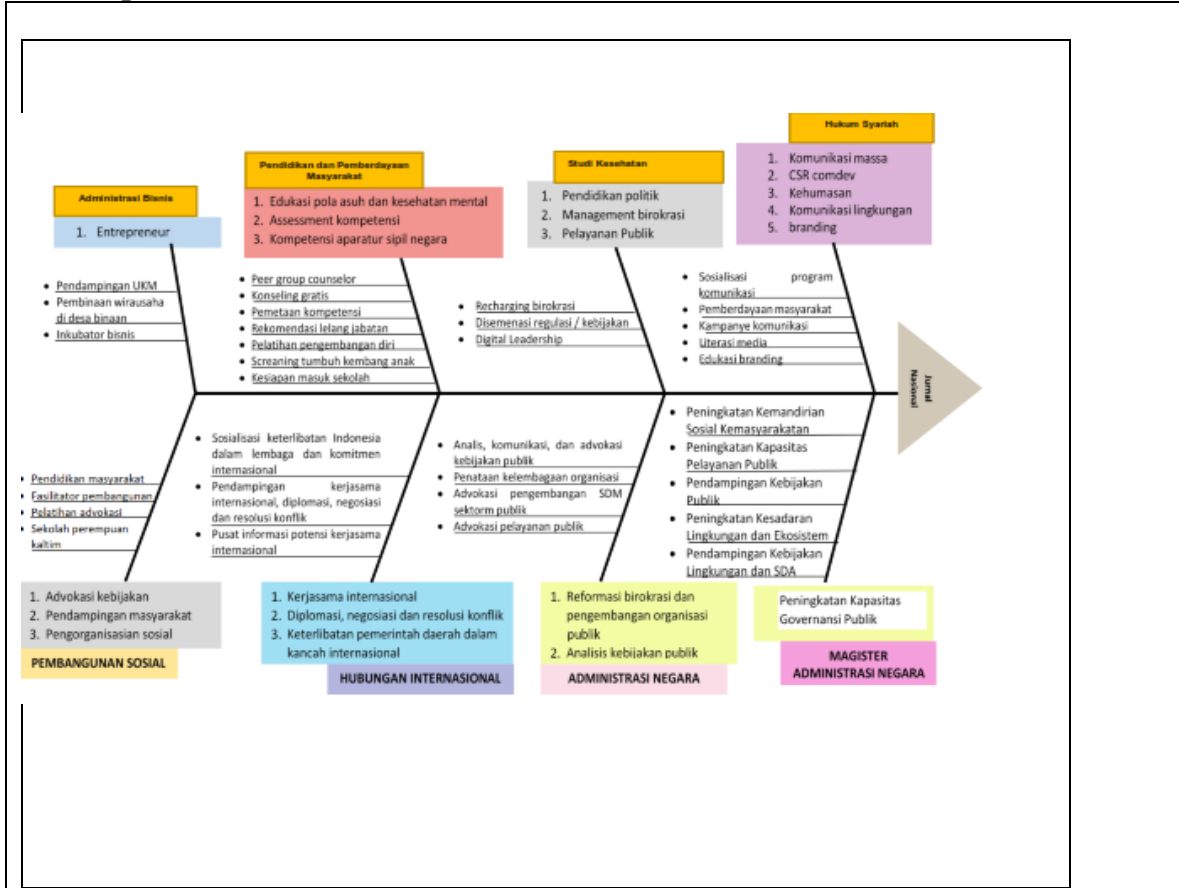 Administrasi Bisnis
1. Entrepreneur
Pendidikan dan Pemberdayaan
Masyarakat
1. Edukasi pola asuh dan kesehatan mental
2. Assessment kompetensi
3. Kompetensi aparatur sipil negara
Studi Kesehatan
1. Pendidikan politik
2. Management birokrasi
3. Pelayanan Publik
Hukum Syariah
1. Komunikasi massa
2. CSR comdev
3. Kehumasan
4. Komunikasi lingkungan
5. branding
• Pendampingan UKM
• Pembinaan wirausaha
di desa binaan
• Inkubator bisnis
• Peer group counselor
• Konseling gratis
• Pemetaan kompetensi
• Rekomendasi lelang jabatan
• Pelatihan pengembangan diri
• Screaning tumbuh kembang anak
• Kesiapan masuk sekolah
• Recharging birokrasi
• Disemenasi regulasi / kebijakan
• Digital Leadership
• Sosialisasi program
komunikasi
• Pemberdayaan masyarakat
• Kampanye komunikasi
• Literasi media
• Edukasi branding
Jurnal
Nasional
• Pendidikan masyarakat
• Fasilitator pembangunan
• Pelatihan advokasi
• Sekolah perempuan
kaltim
• Sosialisasi keterlibatan Indonesia
dalam lembaga dan komitmen
internasional
• Pendampingan kerjasama
internasional, diplomasi, negosiasi
dan resolusi konflik
• Pusat informasi potensi kerjasama
internasional
• Analis, komunikasi, dan advokasi
kebijakan publik
• Penataan kelembagaan organisasi
• Advokasi pengembangan SDM
sektorm publik
• Advokasi pelayanan publik
• Peningkatan Kemandirian
Sosial Kemasyarakatan
• Peningkatan Kapasitas
Pelayanan Publik
• Pendampingan Kebijakan
Publik
• Peningkatan Kesadaran
Lingkungan dan Ekosistem
• Pendampingan Kebijakan
Lingkungan dan SDA
1. Advokasi kebijakan
2. Pendampingan masyarakat
3. Pengorganisasian sosial
PEMBANGUNAN SOSIAL
1. Kerjasama internasional
2. Diplomasi, negosiasi dan resolusi konflik
3. Keterlibatan pemerintah daerah dalam
kancah internasional
HUBUNGAN INTERNASIONAL
1. Reformasi birokrasi dan
pengembangan organisasi
publik
2. Analisis kebijakan publik
ADMINISTRASI NEGARA
Peningkatan Kapasitas
Governansi Publik
MAGISTER
ADMINISTRASI NEGARA